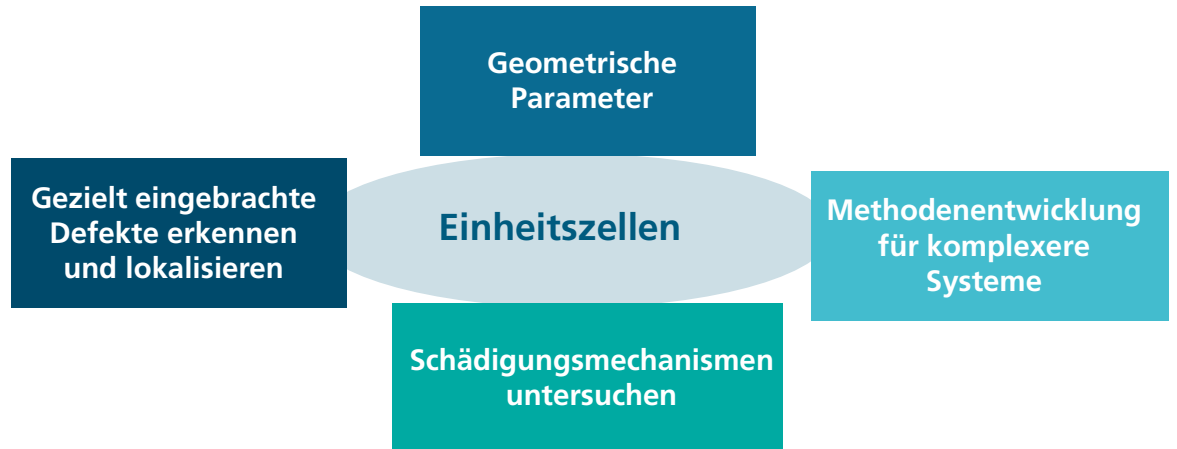 Geometrische
Parameter
Gezielt eingebrachte
Defekte erkennen
und lokalisieren
Einheitszellen
Methodenentwicklung
für komplexere
Systeme
Schädigungsmechanismen
untersuchen